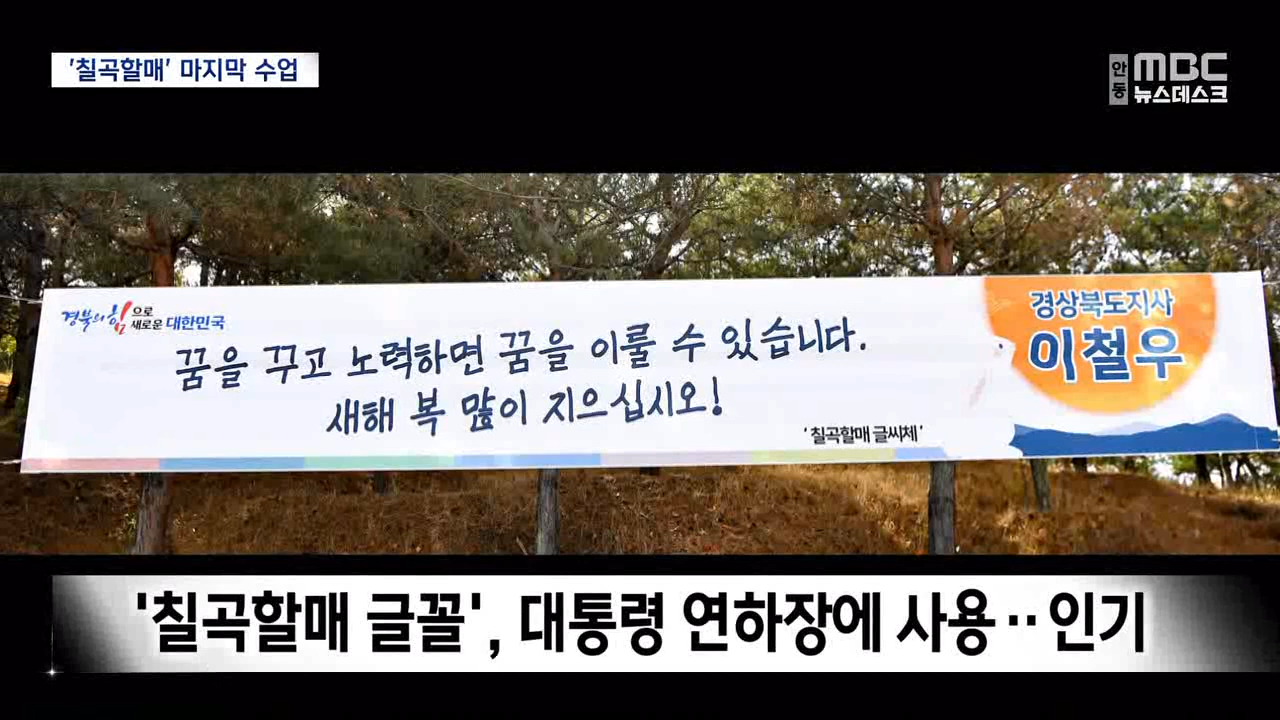 '칠곡할매' 마지막 수업
안동 MBC
뉴스데스크
경북의 힘!으로
새로운 대한민국
꿈을 꾸고 노력하면 꿈을 이룰 수 있습니다.
새해 복 많이 지으십시오!
'칠곡할매 글씨체'
경상북도지사
이철우
'칠곡할매 글꼴', 대통령 연하장에 사용‥인기